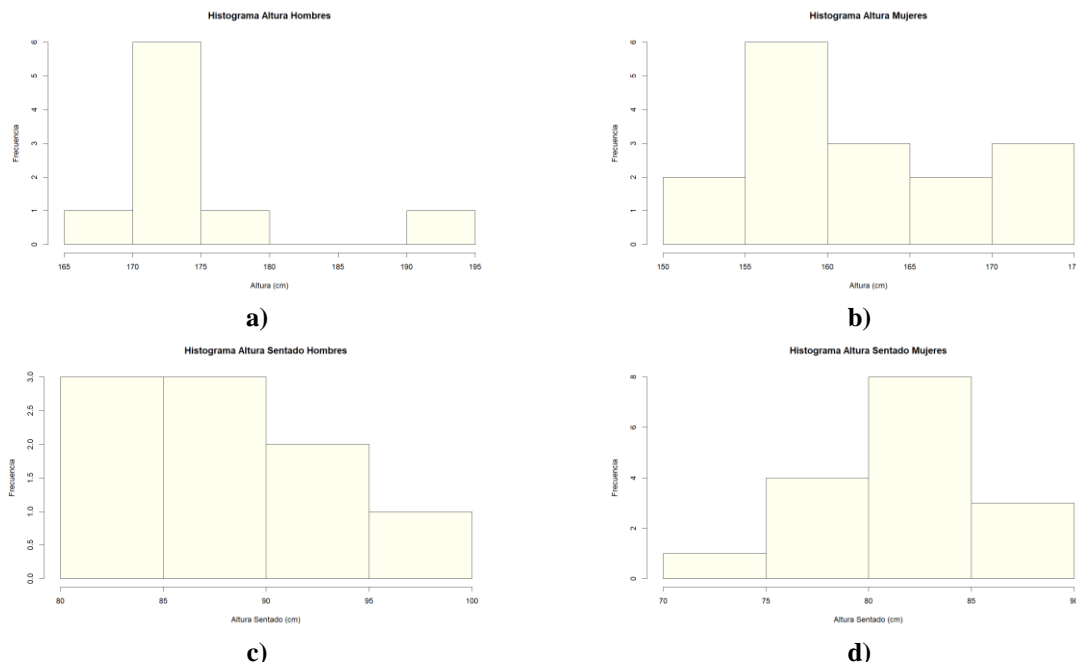 Histograma Altura Hombres
Frecuencia
0 1 2 3 4 5 6
165 170 175 180 185 190 195
Altura (cm)
a)
Histograma Altura Mujeres
Frecuencia
0 1 2 3 4 5 6
150 155 160 165 170
Altura (cm)
b)
Histograma Altura Sentado Hombres
Frecuencia
0.0 0.5 1.0 1.5 2.0 2.5 3.0
80 85 90 95 100
Altura Sentado (cm)
c)
Histograma Altura Sentado Mujeres
Frecuencia
0 2 4 6 8
70 75 80 85 90
Altura Sentado (cm)
d)